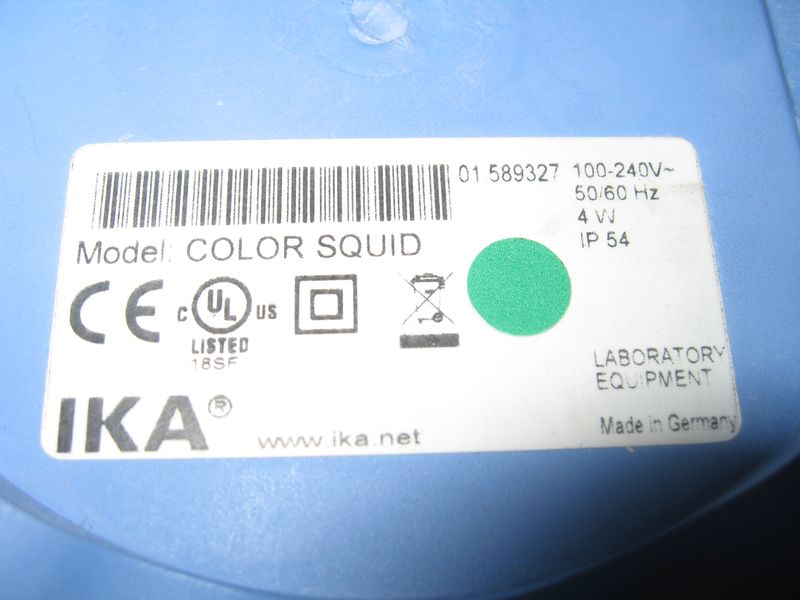 01 589327
100-240V~
50/60 Hz
4 W
IP 54
Model: COLOR SQUID
CE
C UL US
LISTED
18SF
LABORATORY
EQUIPMENT
IKA®
www.ika.net
Made in Germany